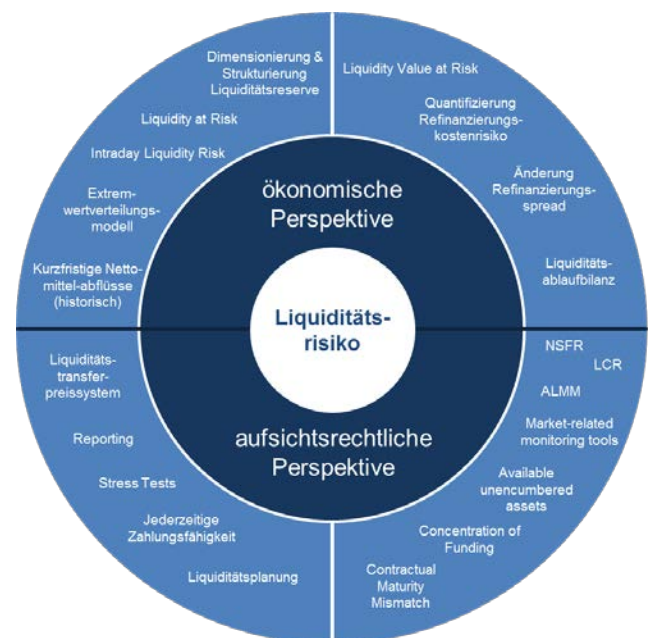 Dimensionierung &
Strukturierung
Liquiditätsreserve
Liquidity at Risk
Intraday Liquidity Risk
Extrem-
wertverteilungs-
modell
Kurzfristige Netto-
mittel-abflüsse
(historisch)
Liquidity Value at Risk
Quantifizierung
Refinanzierungs-
kostenrisiko
Änderung
Refinanzierungs-
spread
Liquiditäts-
ablaufbilanz
ökonomische
Perspektive
Liquiditäts-
risiko
aufsichtsrechtliche
Perspektive
Liquiditäts-
transfer-
preissystem
Reporting
Stress Tests
Jederzeitige
Zahlungsfähigkeit
Liquiditätsplanung
NSFR
LCR
ALMM
Market-related
monitoring tools
Available
unencumbered
assets
Concentration of
Funding
Contractual
Maturity
Mismatch